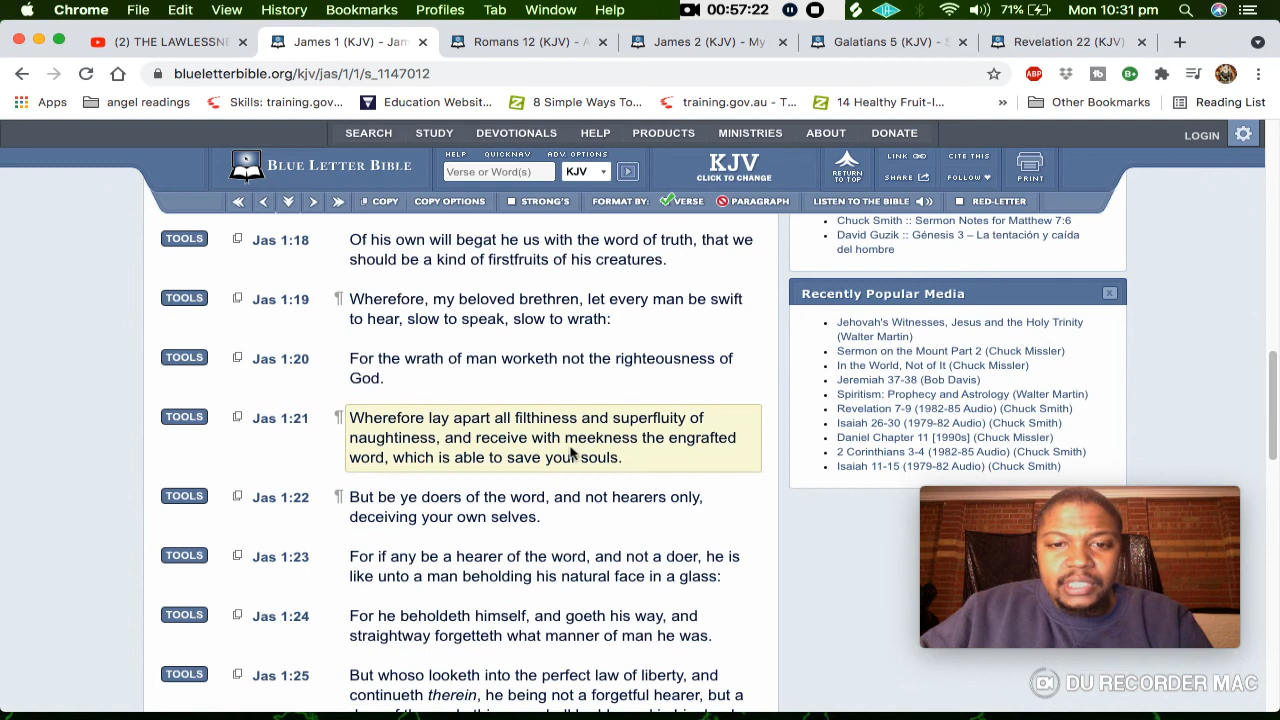 Chrome File Edit View History Bookmarks Profiles Tab Window Help 00:57:22 71% Mon 10:31 pm
(2) THE LAWLESSNE James 1 (KJV) - Jam Romans 12 (KJV) - A James 2 (KJV) - My Galatians 5 (KJV) - S Revelation 22 (KJV)
blueletterbible.org/kjv/jas/1/1/s_1147012
Apps angel readings Skills: training.gov... Education Websit... 8 Simple Ways To... training.gov.au - T... 14 Healthy Fruit-I... » Other Bookmarks Reading List
SEARCH STUDY DEVOTIONALS HELP PRODUCTS MINISTRIES ABOUT DONATE LOGIN
BLUE LETTER BIBLE
HELP QUICKNAV ADV. OPTIONS
Verse or Word(s) KJV
KJV
CLICK TO CHANGE
RETURN TO TOP
LINK CITE THIS
SHARE FOLLOW
PRINT
COPY COPY OPTIONS STRONG'S FORMAT BY: VERSE PARAGRAPH LISTEN TO THE BIBLE RED-LETTER
TOOLS Jas 1:18 Of his own will begat he us with the word of truth, that we
should be a kind of firstfruits of his creatures.
TOOLS Jas 1:19 ¶ Wherefore, my beloved brethren, let every man be swift
to hear, slow to speak, slow to wrath:
TOOLS Jas 1:20 For the wrath of man worketh not the righteousness of
God.
TOOLS Jas 1:21 ¶ Wherefore lay apart all filthiness and superfluity of
naughtiness, and receive with meekness the engrafted
word, which is able to save your souls.
TOOLS Jas 1:22 ¶ But be ye doers of the word, and not hearers only,
deceiving your own selves.
TOOLS Jas 1:23 For if any be a hearer of the word, and not a doer, he is
like unto a man beholding his natural face in a glass:
TOOLS Jas 1:24 For he beholdeth himself, and goeth his way, and
straightway forgetteth what manner of man he was.
TOOLS Jas 1:25 But whoso looketh into the perfect law of liberty, and
continueth therein, he being not a forgetful hearer, but a
Chuck Smith :: Sermon Notes for Matthew 7:6
David Guzik :: Génesis 3 – La tentación y caída
del hombre
Recently Popular Media
Jehovah's Witnesses, Jesus and the Holy Trinity
(Walter Martin)
Sermon on the Mount Part 2 (Chuck Missler)
In the World, Not of It (Chuck Missler)
Jeremiah 37-38 (Bob Davis)
Spiritism: Prophecy and Astrology (Walter Martin)
Revelation 7-9 (1982-85 Audio) (Chuck Smith)
Isaiah 26-30 (1979-82 Audio) (Chuck Smith)
Daniel Chapter 11 [1990s] (Chuck Missler)
2 Corinthians 3-4 (1982-85 Audio) (Chuck Smith)
Isaiah 11-15 (1979-82 Audio) (Chuck Smith)
DU RECORDER MAC